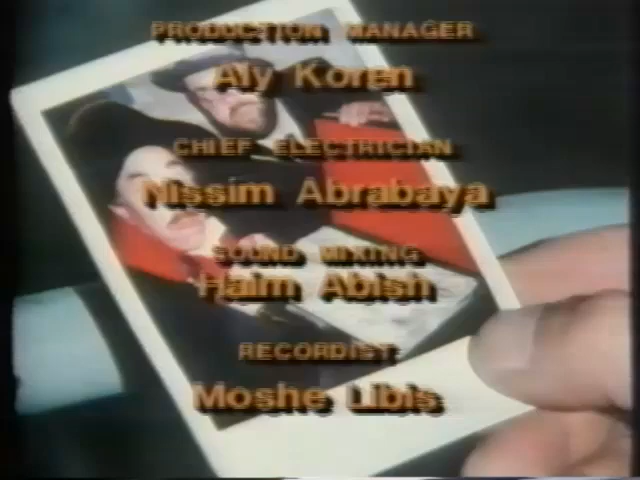 PRODUCTION MANAGER
Aly Koren
CHIEF ELECTRICIAN
Nissim Abrabaya
SOUND MIXING
Haim Abish
RECORDIST
Moshe Libis